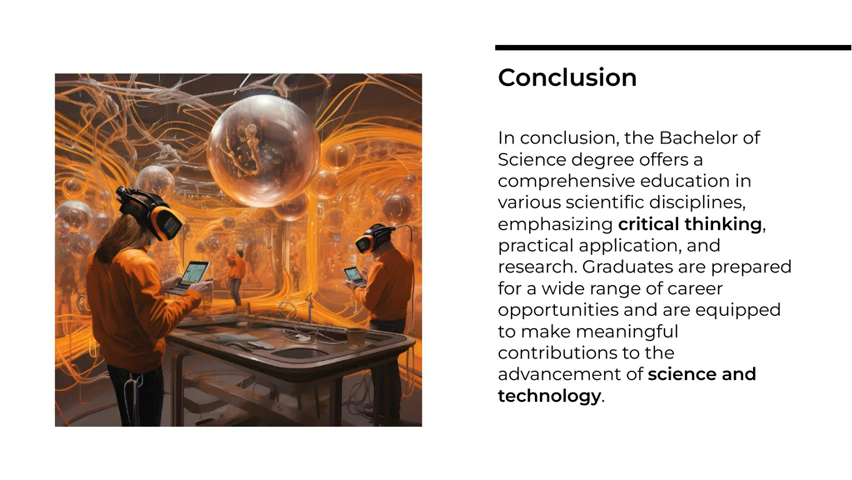 Conclusion
In conclusion, the Bachelor of
Science degree offers a
comprehensive education in
various scientific disciplines,
emphasizing critical thinking,
practical application, and
research. Graduates are prepared
for a wide range of career
opportunities and are equipped
to make meaningful
contributions to the
advancement of science and
technology.